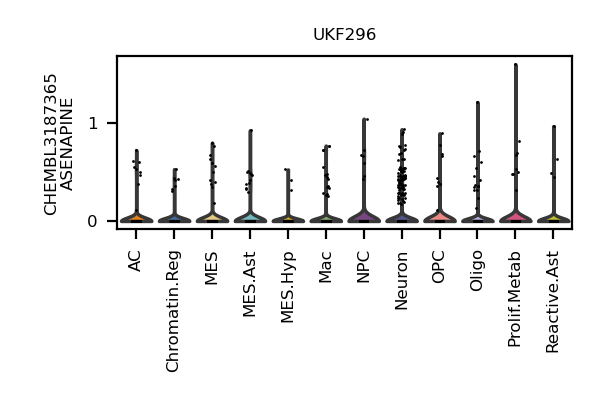 UKF296
CHEMBL3187365
ASENAPINE
1
0
AC
Chromatin.Reg
MES
MES.Ast
MES.Hyp
Mac
NPC
Neuron
OPC
Oligo
Prolif.Metab
Reactive.Ast